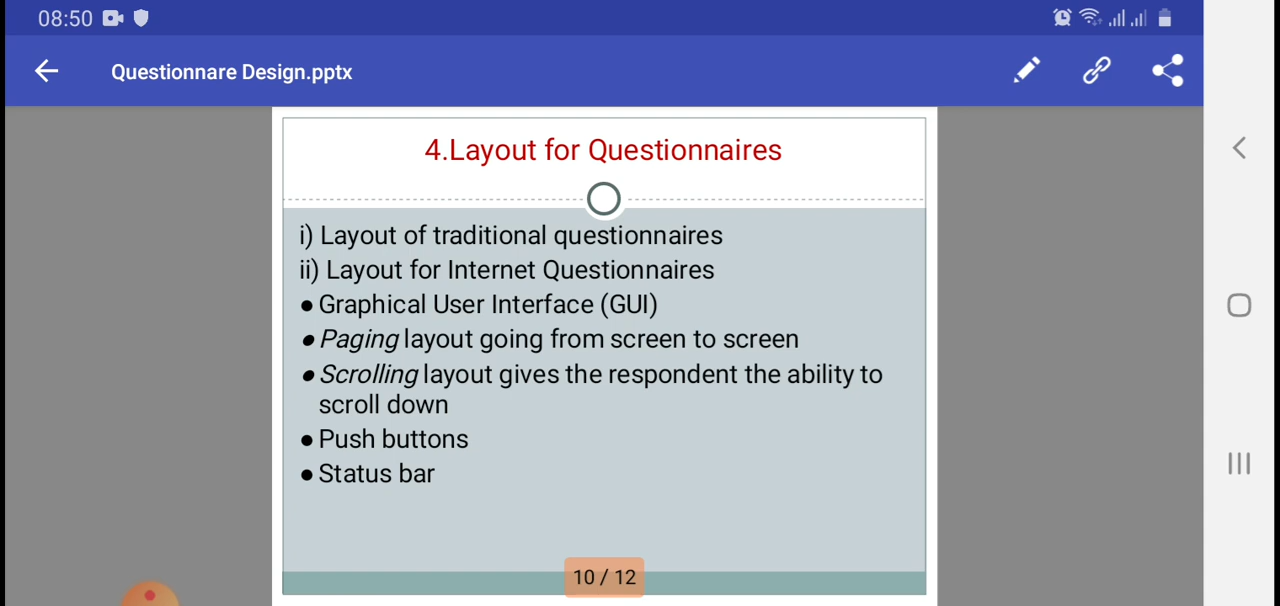 08:50
Questionnare Design.pptx
4.Layout for Questionnaires
i) Layout of traditional questionnaires
ii) Layout for Internet Questionnaires
● Graphical User Interface (GUI)
● Paging layout going from screen to screen
● Scrolling layout gives the respondent the ability to
scroll down
● Push buttons
● Status bar
10 / 12